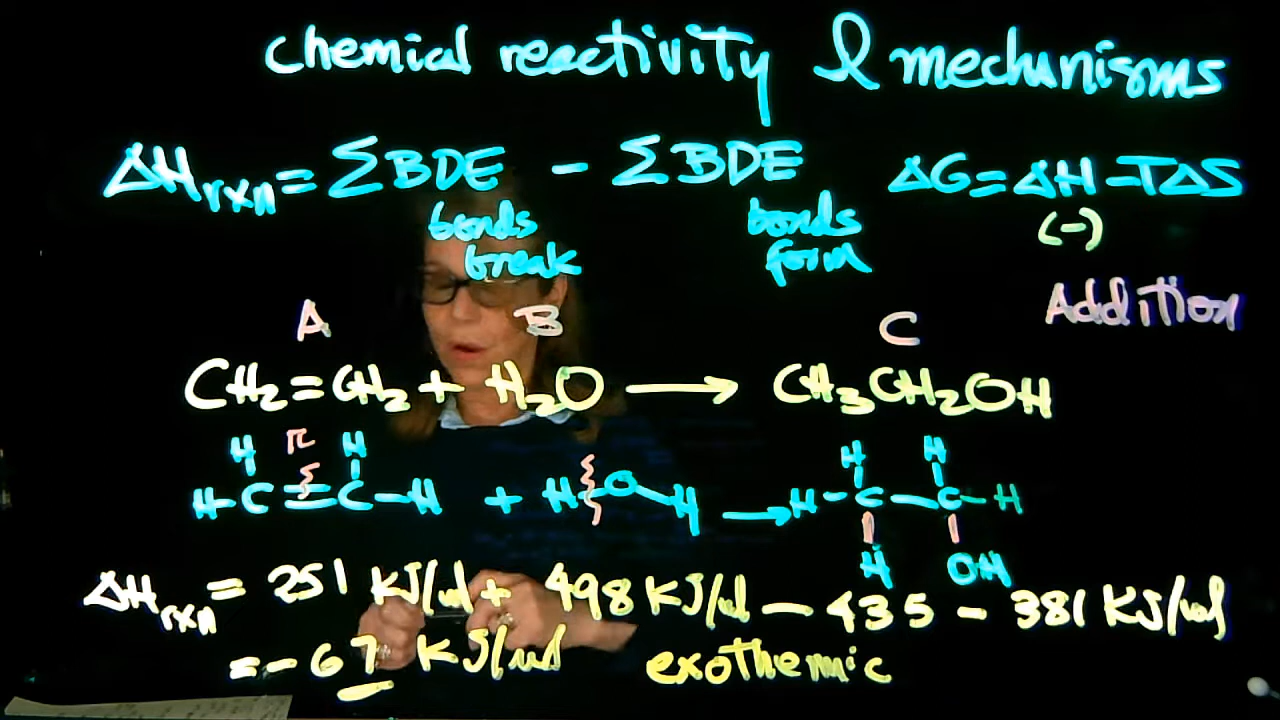 chemical reactivity & mechanisms
ΔHrxn = ΣBDE - ΣBDE ΔG = ΔH - TΔS
bonds break bonds form (-)
Addition
A B C
CH₂=CH₂ + H₂O → CH₃CH₂OH
H π H H H
H-C=C-H + H-O-H → H-C-C-H
H OH
ΔHrxn = 251 KJ/mol + 498 KJ/mol - 435 - 381 KJ/mol
= - 67 KJ/mol exothermic